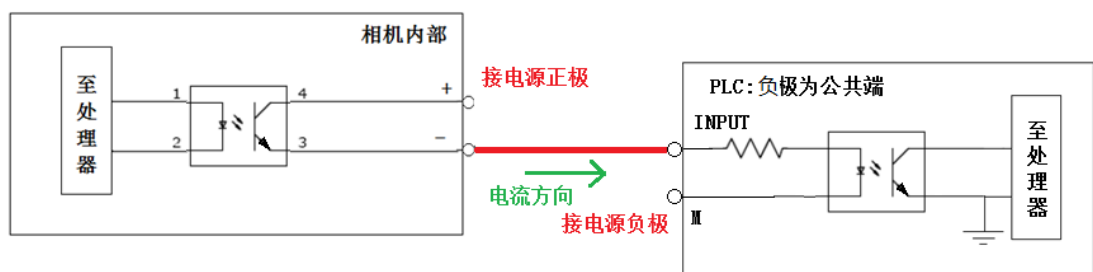 相机内部
至处理器
1
2
4
3
+
-
接电源正极
电流方向
接电源负极
PLC:负极为公共端
INPUT
M
至处理器